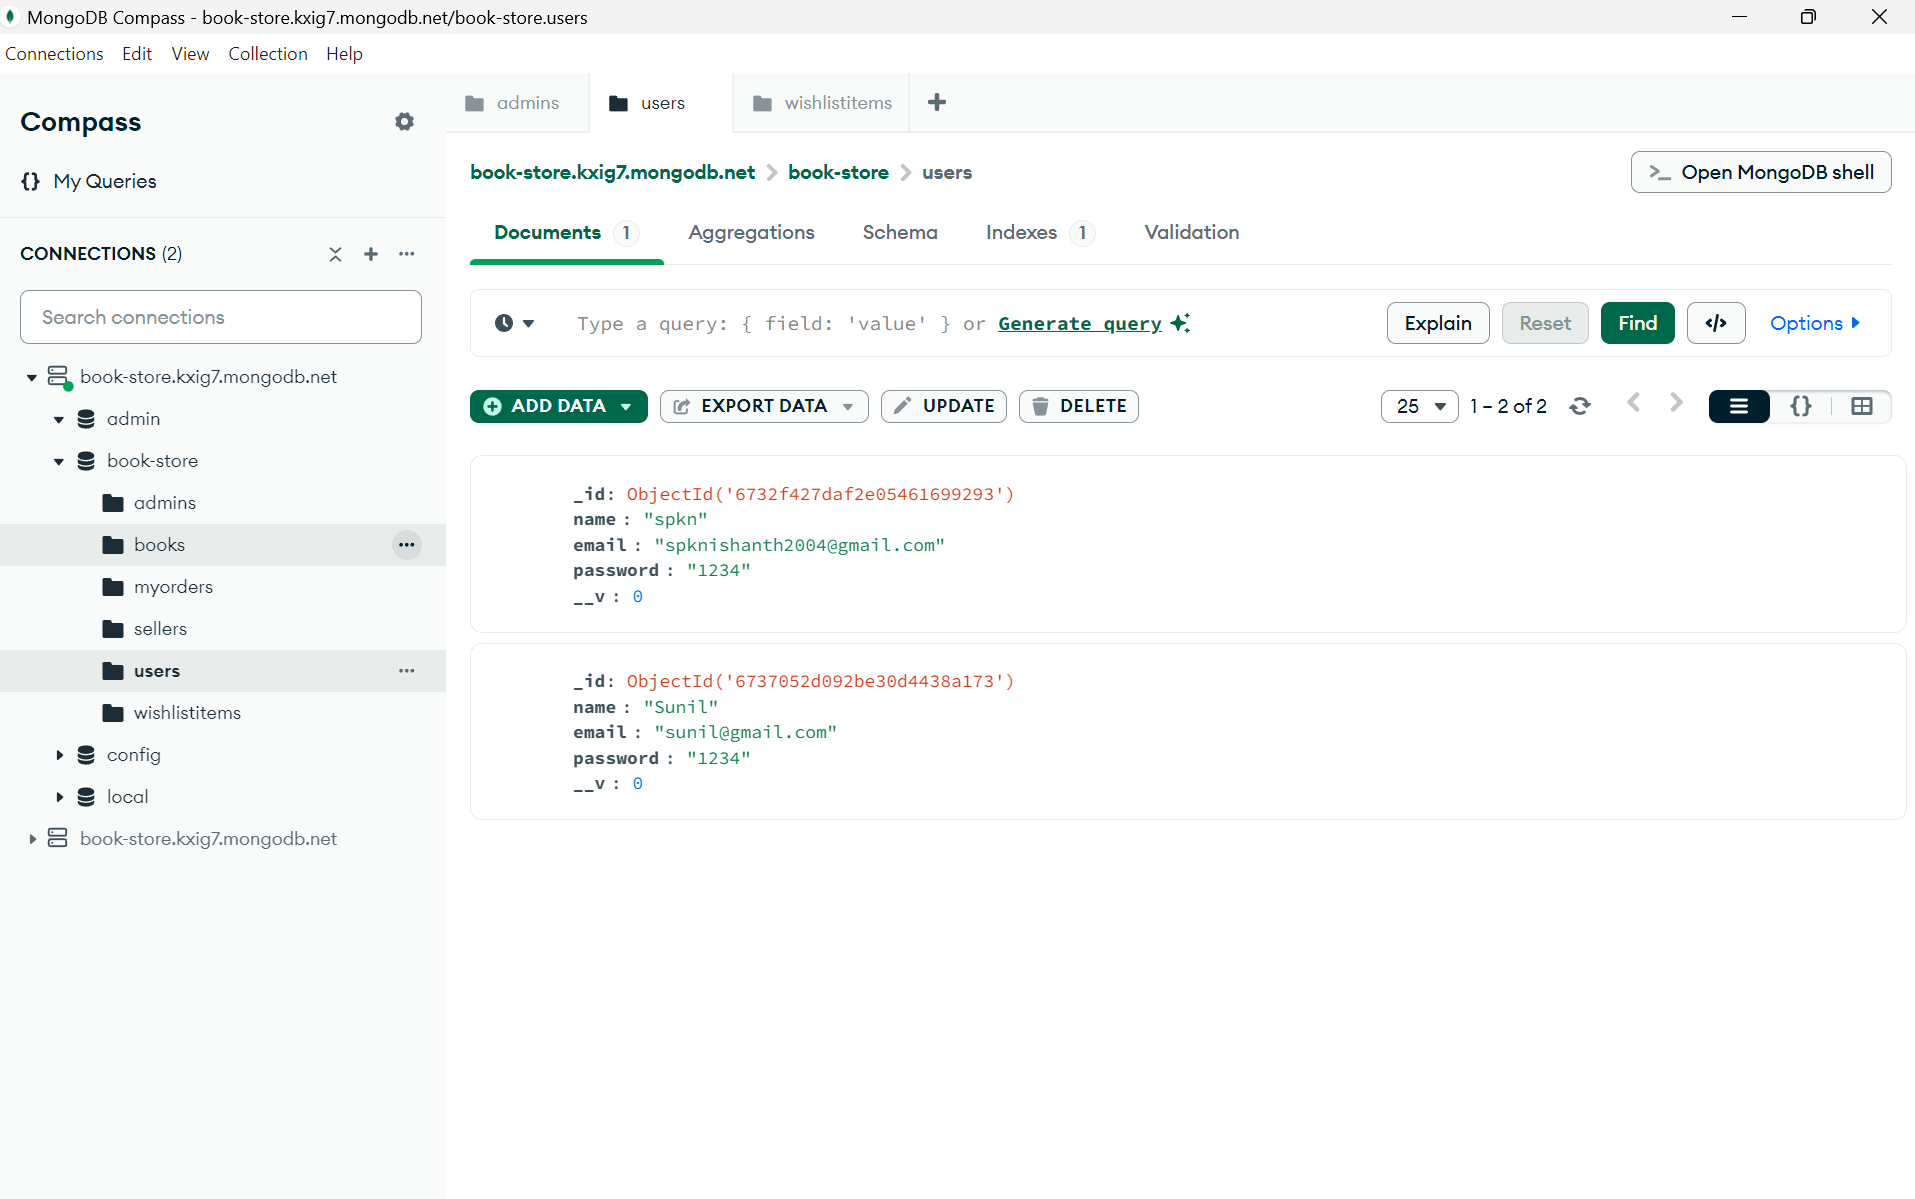 MongoDB Compass - book-store.kxig7.mongodb.net/book-store.users
Connections Edit View Collection Help
Compass
{} My Queries
CONNECTIONS (2)
Search connections
book-store.kxig7.mongodb.net
admin
book-store
admins
books
myorders
sellers
users
wishlistitems
config
local
book-store.kxig7.mongodb.net
admins users wishlistitems
book-store.kxig7.mongodb.net > book-store > users
>_ Open MongoDB shell
Documents 1 Aggregations Schema Indexes 1 Validation
Type a query: { field: 'value' } or Generate query
Explain Reset Find </> Options
ADD DATA EXPORT DATA UPDATE DELETE
25 1 – 2 of 2 {}
_id: ObjectId('6732f427daf2e05461699293')
name : "spkn"
email : "spknishanth2004@gmail.com"
password : "1234"
__v : 0
_id: ObjectId('6737052d092be30d4438a173')
name : "Sunil"
email : "sunil@gmail.com"
password : "1234"
__v : 0